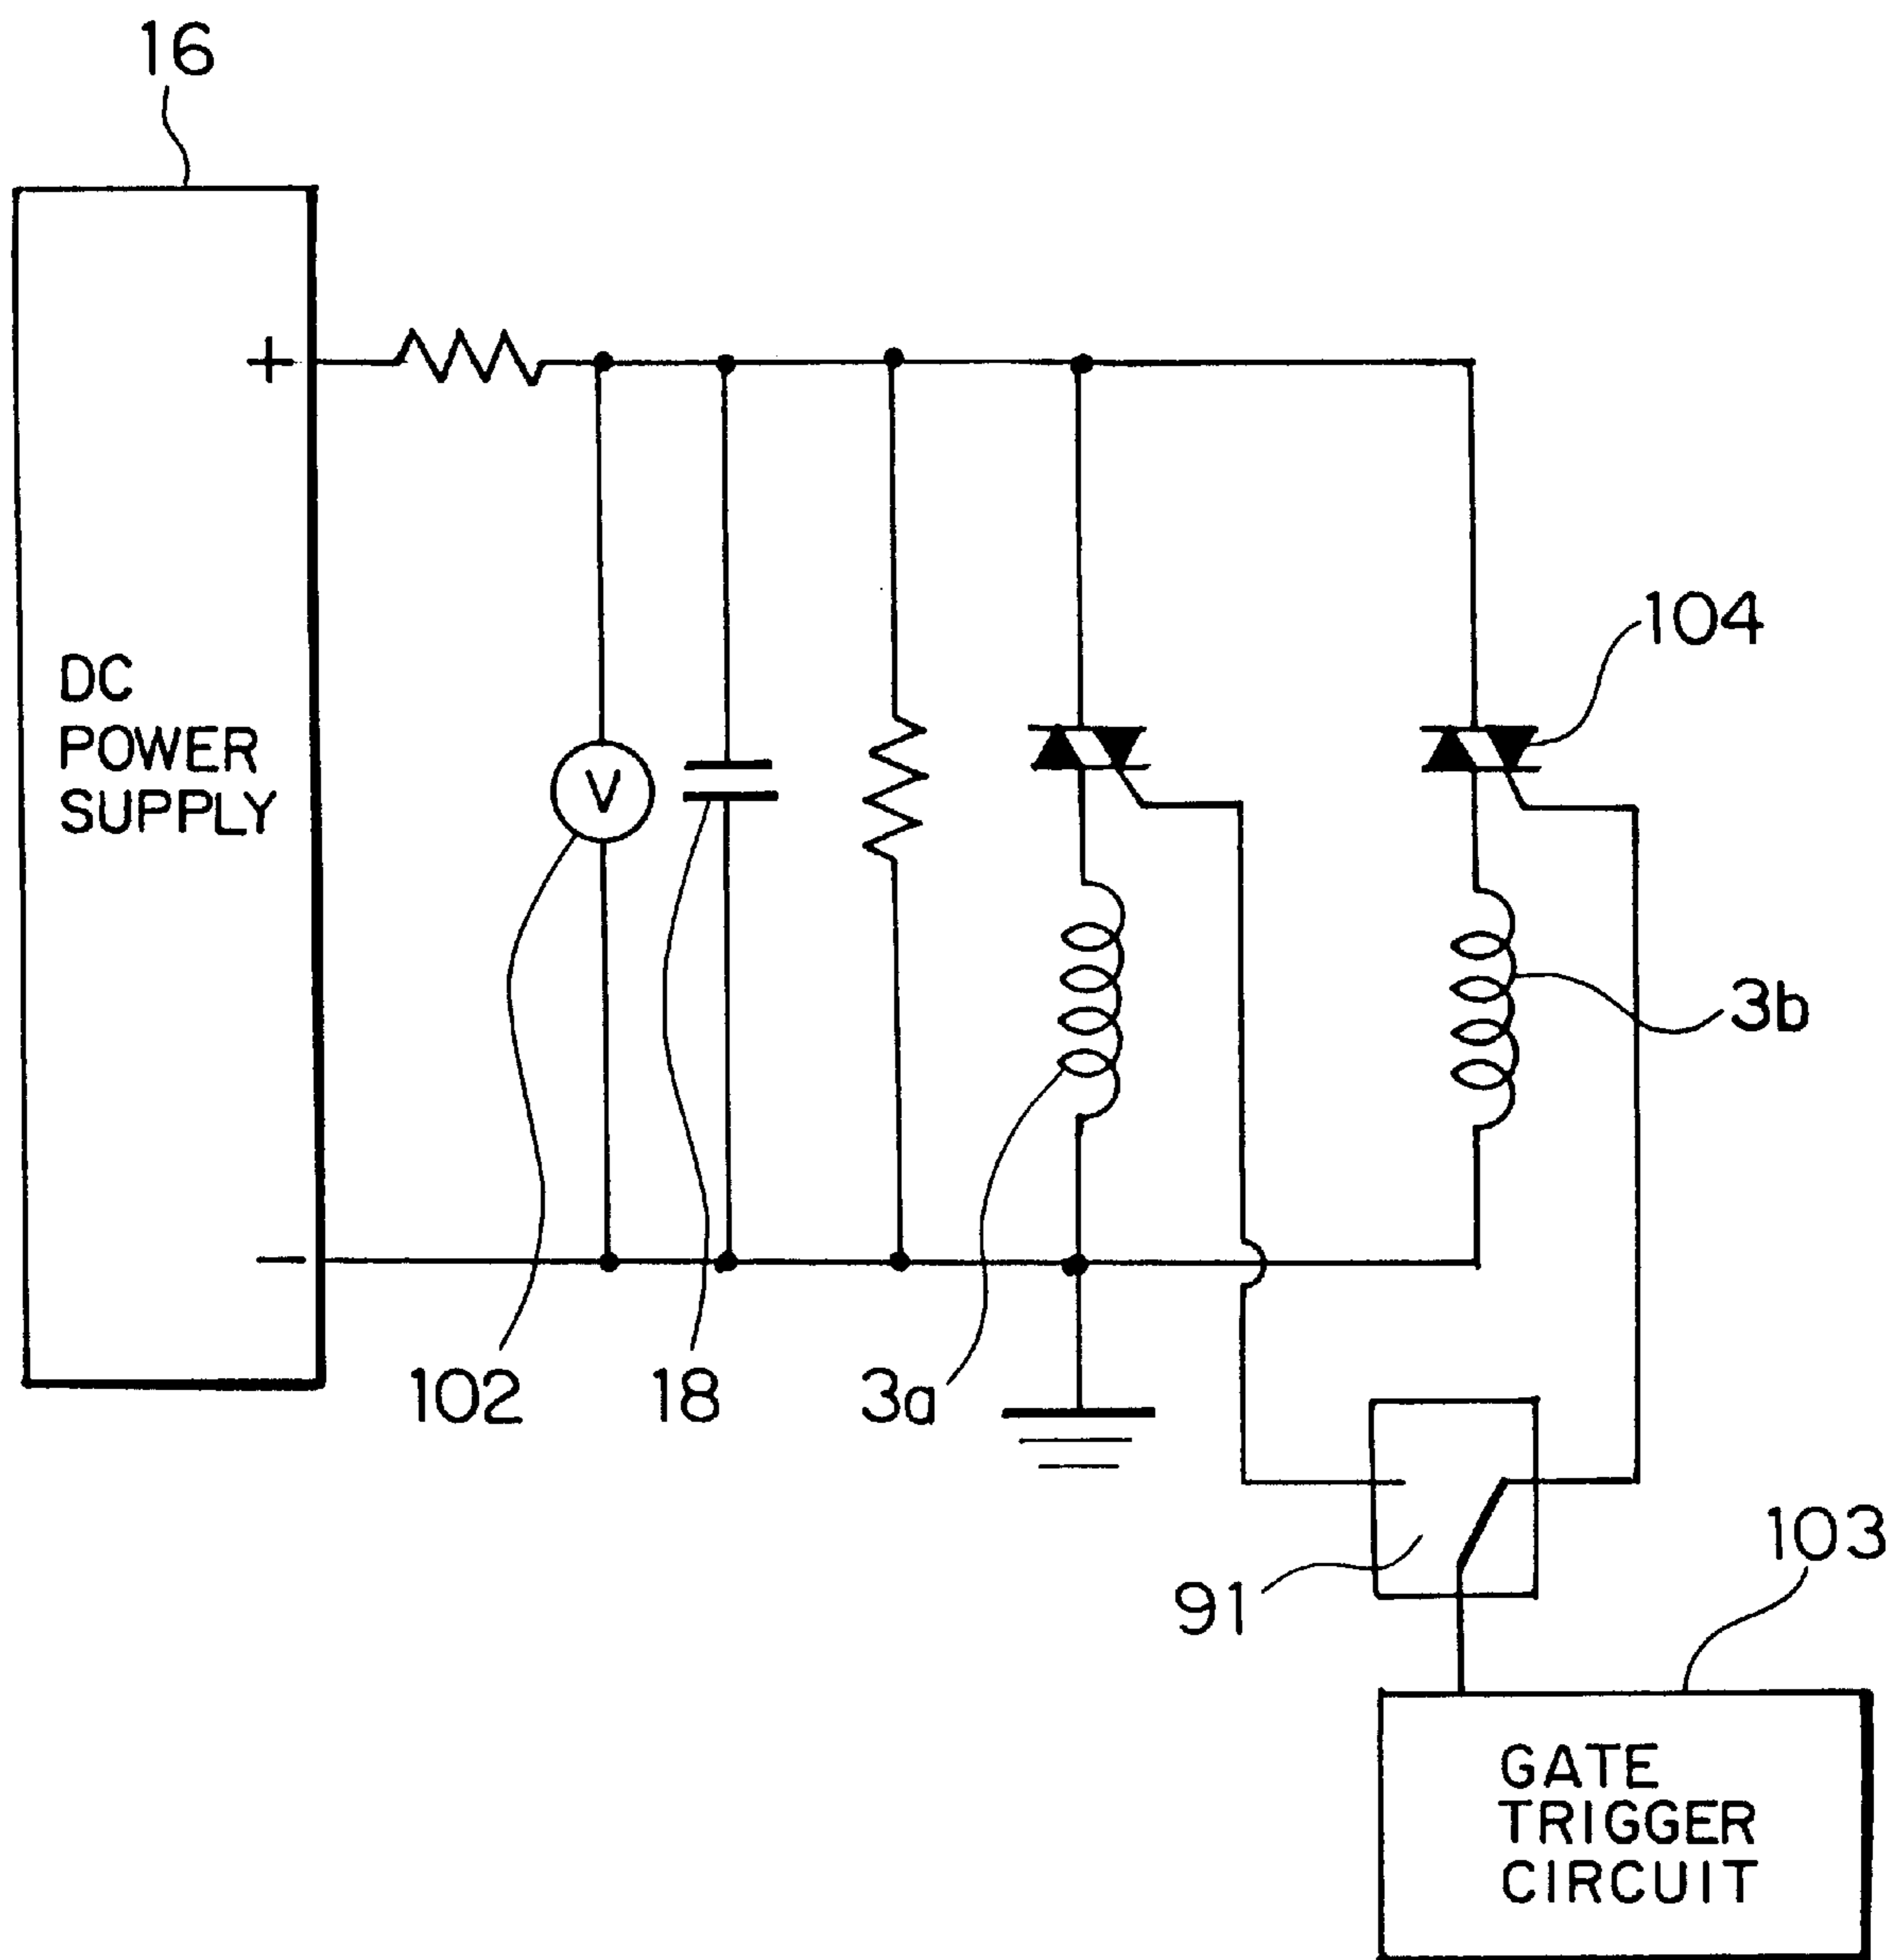 16
+
DC
POWER
SUPPLY
V
104
3b
−
102
18
3a
91
103
GATE
TRIGGER
CIRCUIT